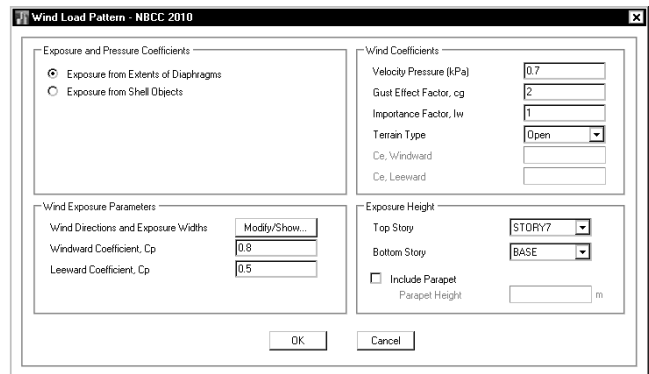 Wind Load Pattern - NBCC 2010
Exposure and Pressure Coefficients
Exposure from Extents of Diaphragms
Exposure from Shell Objects
Wind Coefficients
Velocity Pressure (kPa) 0.7
Gust Effect Factor, cg 2
Importance Factor, Iw 1
Terrain Type Open
Ce, Windward
Ce, Leeward
Wind Exposure Parameters
Wind Directions and Exposure Widths Modify/Show...
Windward Coefficient, Cp 0.8
Leeward Coefficient, Cp 0.5
Exposure Height
Top Story STORY7
Bottom Story BASE
Include Parapet
Parapet Height m
OK Cancel